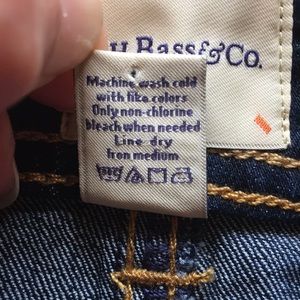 H Bass&Co.
Machine wash cold
with like colors
Only non-chlorine
bleach when needed
Line dry
Iron medium